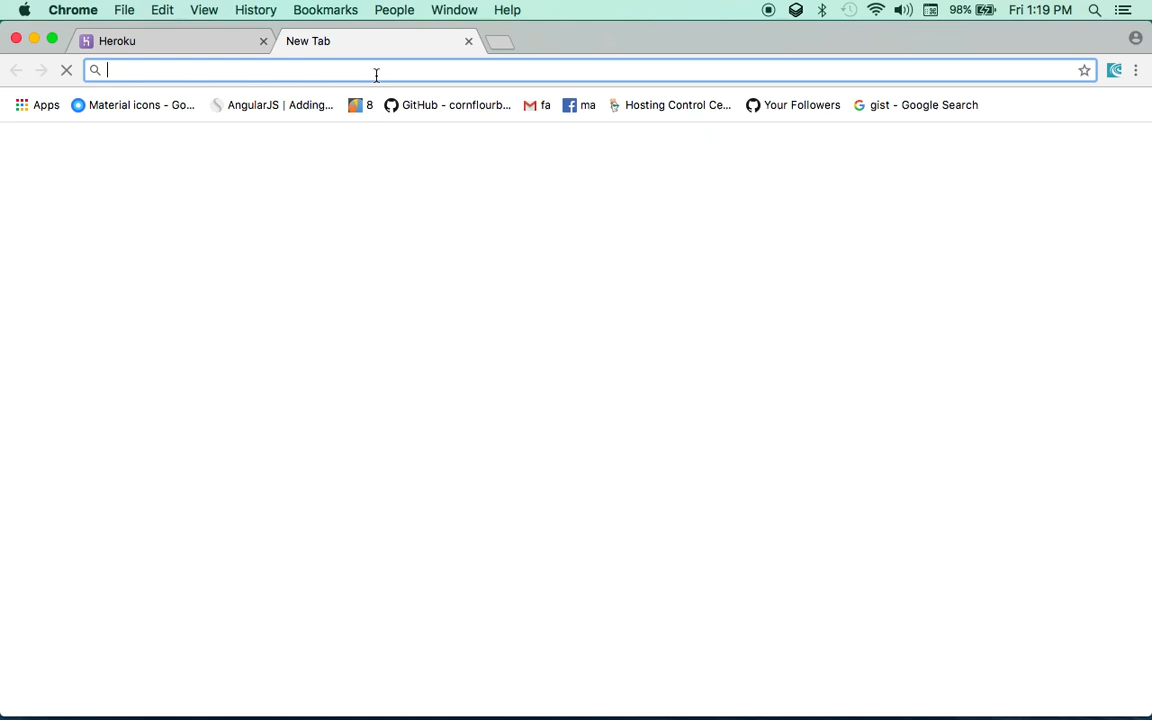 Chrome File Edit View History Bookmarks People Window Help 98% Fri 1:19 PM
Heroku New Tab
Apps Material icons - Go... AngularJS | Adding... 8 GitHub - cornflourb... fa ma Hosting Control Ce... Your Followers gist - Google Search